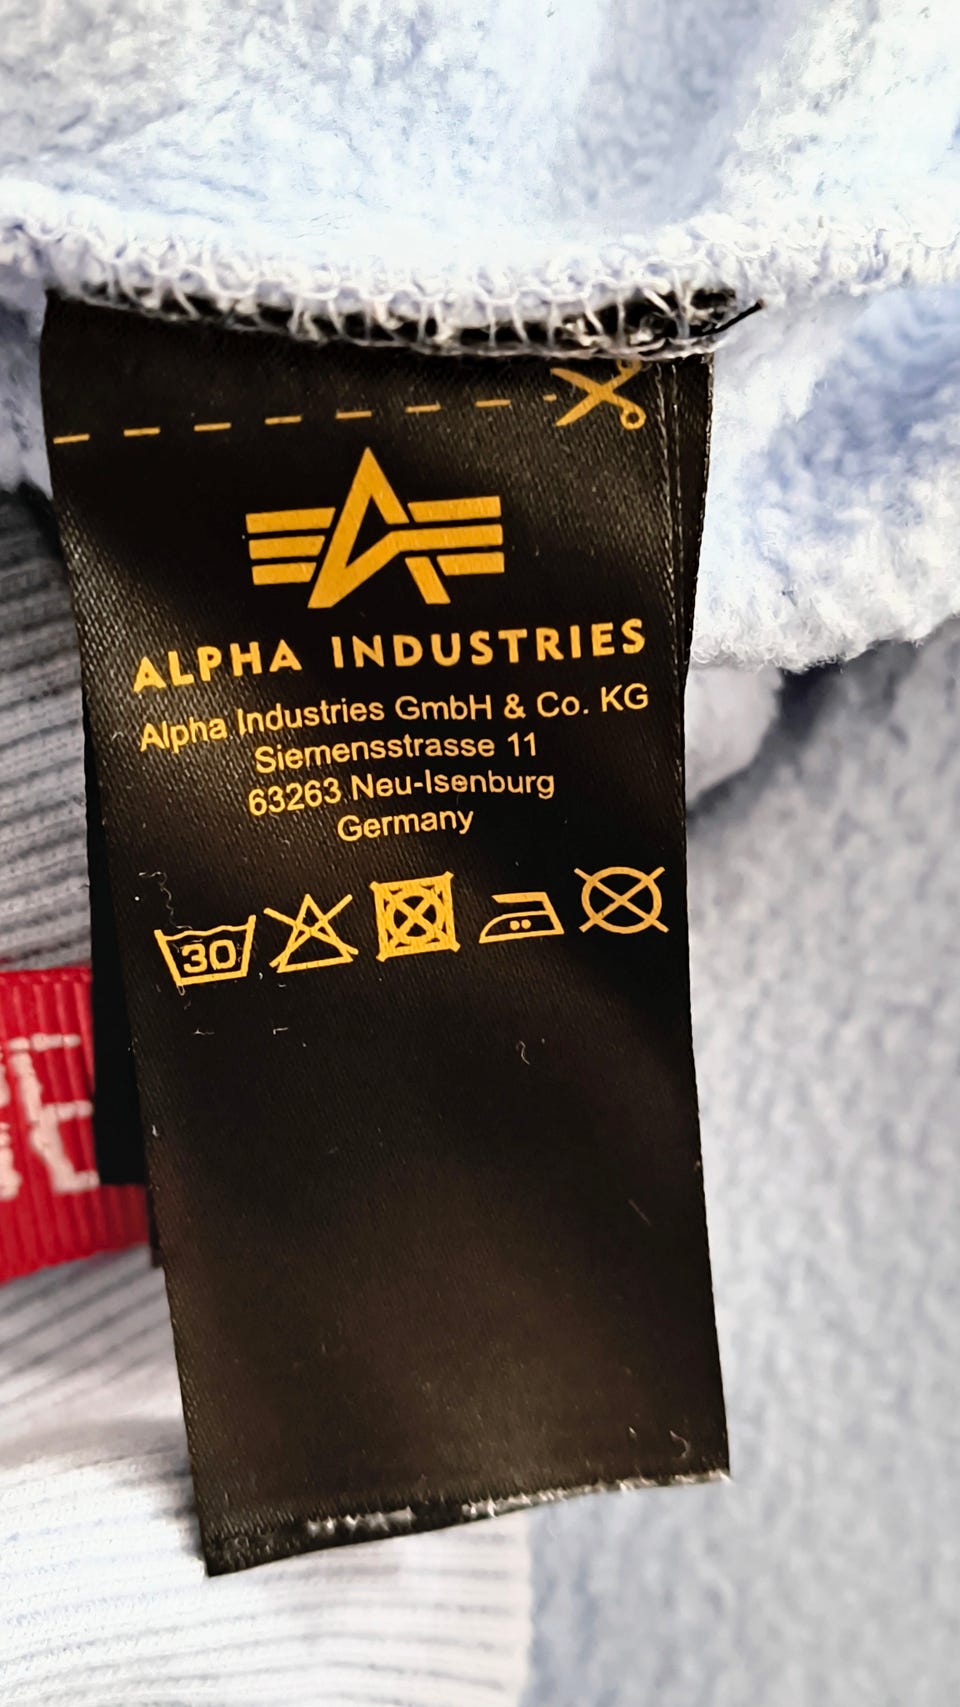 ALPHA INDUSTRIES
Alpha Industries GmbH & Co. KG
Siemensstrasse 11
63263 Neu-Isenburg
Germany
30